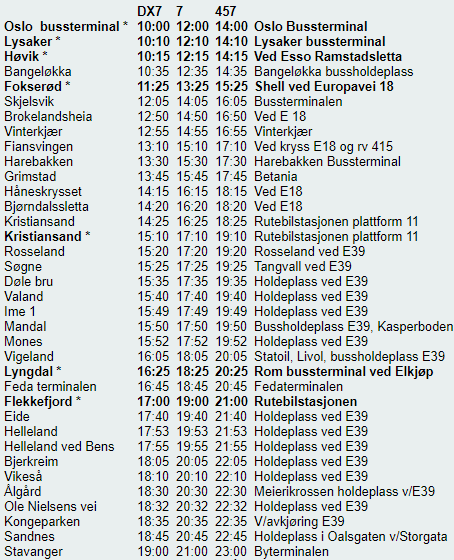 DX7 7 457
Oslo bussterminal * 10:00 12:00 14:00 Oslo Bussterminal
Lysaker * 10:10 12:10 14:10 Lysaker bussterminal
Høvik * 10:15 12:15 14:15 Ved Esso Ramstadsletta
Bangeløkka 10:35 12:35 14:35 Bangeløkka bussholdeplass
Fokserød * 11:25 13:25 15:25 Shell ved Europavei 18
Skjelsvik 12:05 14:05 16:05 Bussterminalen
Brokelandsheia 12:50 14:50 16:50 Ved E 18
Vinterkjær 12:55 14:55 16:55 Vinterkjær
Fiansvingen 13:10 15:10 17:10 Ved kryss E18 og rv 415
Harebakken 13:30 15:30 17:30 Harebakken Bussterminal
Grimstad 13:45 15:45 17:45 Betania
Håneskrysset 14:15 16:15 18:15 Ved E18
Bjørndalssletta 14:20 16:20 18:20 Ved E18
Kristiansand 14:25 16:25 18:25 Rutebilstasjonen plattform 11
Kristiansand * 15:10 17:10 19:10 Rutebilstasjonen plattform 11
Rosseland 15:20 17:20 19:20 Rosseland ved E39
Søgne 15:25 17:25 19:25 Tangvall ved E39
Døle bru 15:35 17:35 19:35 Holdeplass ved E39
Valand 15:40 17:40 19:40 Holdeplass ved E39
Ime 1 15:49 17:49 19:49 Holdeplass ved E39
Mandal 15:50 17:50 19:50 Bussholdeplass E39, Kasperboden
Mones 15:52 17:52 19:52 Holdeplass ved E39
Vigeland 16:05 18:05 20:05 Statoil, Livol, bussholdeplass E39
Lyngdal * 16:25 18:25 20:25 Rom bussterminal ved Elkjøp
Feda terminalen 16:45 18:45 20:45 Fedaterminalen
Flekkefjord * 17:00 19:00 21:00 Rutebilstasjonen
Eide 17:40 19:40 21:40 Holdeplass ved E39
Helleland 17:53 19:53 21:53 Holdeplass ved E39
Helleland ved Bens 17:55 19:55 21:55 Holdeplass ved E39
Bjerkreim 18:05 20:05 22:05 Holdeplass ved E39
Vikeså 18:10 20:10 22:10 Holdeplass ved E39
Ålgård 18:30 20:30 22:30 Meierikrossen holdeplass v/E39
Ole Nielsens vei 18:32 20:32 22:32 Holdeplass ved E39
Kongeparken 18:35 20:35 22:35 V/avkjøring E39
Sandnes 18:45 20:45 22:45 Holdeplass i Oalsgaten v/Storgata
Stavanger 19:00 21:00 23:00 Byterminalen